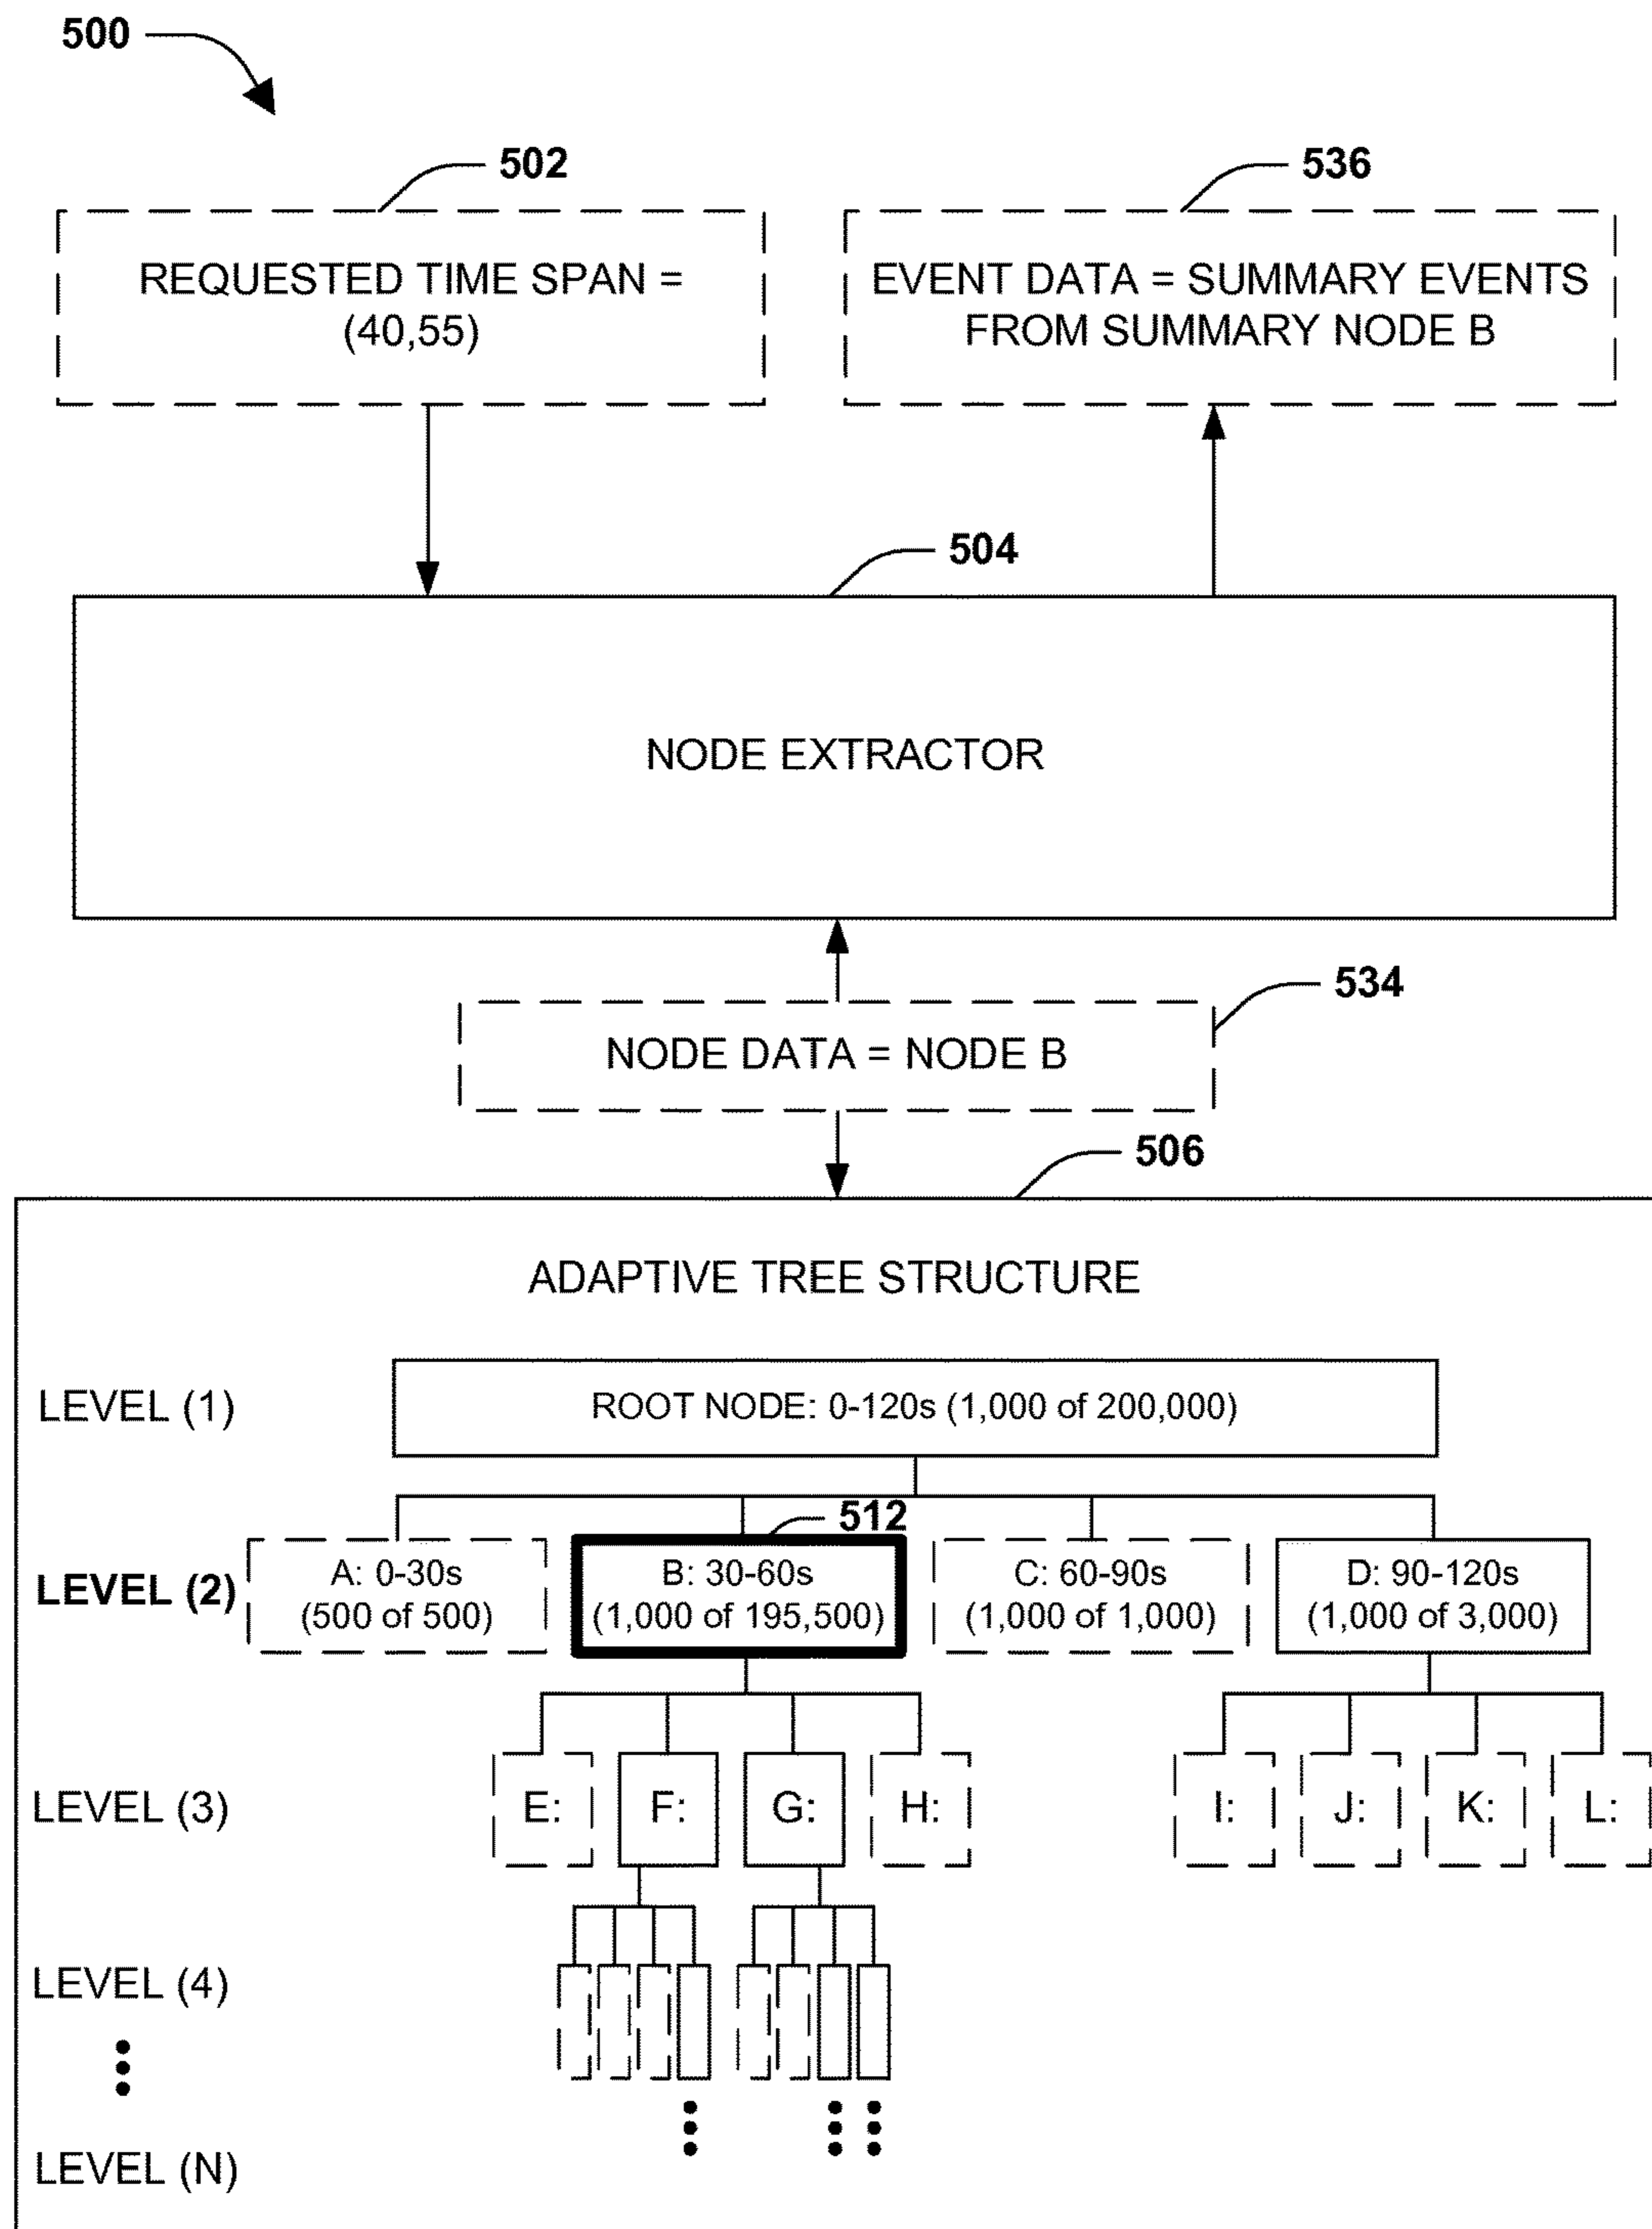 500
502
536
REQUESTED TIME SPAN =
(40,55)
EVENT DATA = SUMMARY EVENTS
FROM SUMMARY NODE B
504
NODE EXTRACTOR
534
NODE DATA = NODE B
506
ADAPTIVE TREE STRUCTURE
LEVEL (1)
ROOT NODE: 0-120s (1,000 of 200,000)
512
LEVEL (2)
A: 0-30s
(500 of 500)
B: 30-60s
(1,000 of 195,500)
C: 60-90s
(1,000 of 1,000)
D: 90-120s
(1,000 of 3,000)
LEVEL (3)
E:
F:
G:
H:
I:
J:
K:
L:
LEVEL (4)
LEVEL (N)